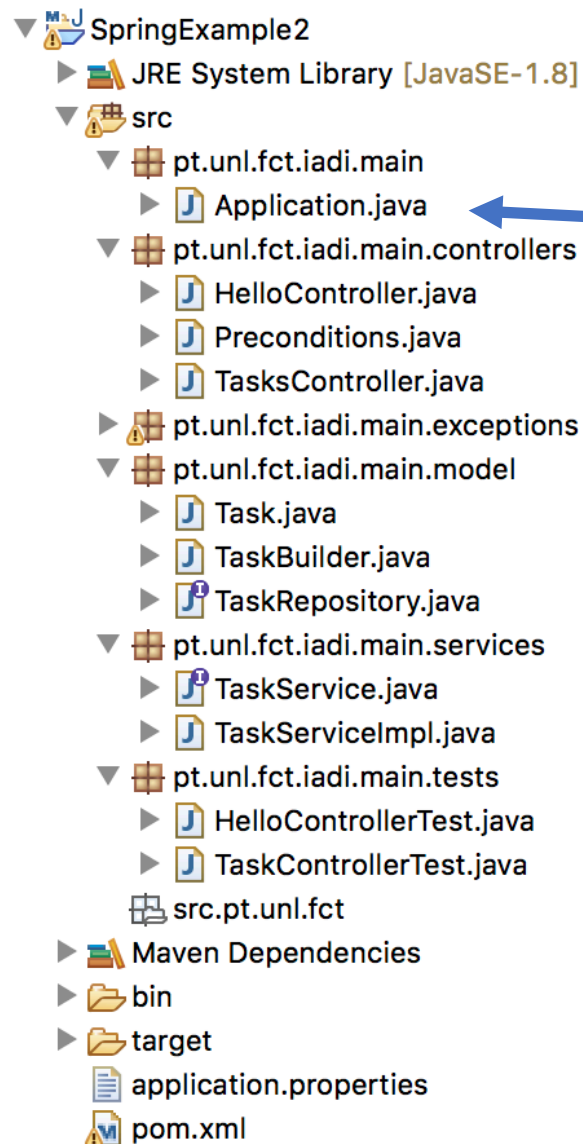 SpringExample2
JRE System Library [JavaSE-1.8]
src
pt.unl.fct.iadi.main
Application.java
pt.unl.fct.iadi.main.controllers
HelloController.java
Preconditions.java
TasksController.java
pt.unl.fct.iadi.main.exceptions
pt.unl.fct.iadi.main.model
Task.java
TaskBuilder.java
TaskRepository.java
pt.unl.fct.iadi.main.services
TaskService.java
TaskServiceImpl.java
pt.unl.fct.iadi.main.tests
HelloControllerTest.java
TaskControllerTest.java
src.pt.unl.fct
Maven Dependencies
bin
target
application.properties
pom.xml